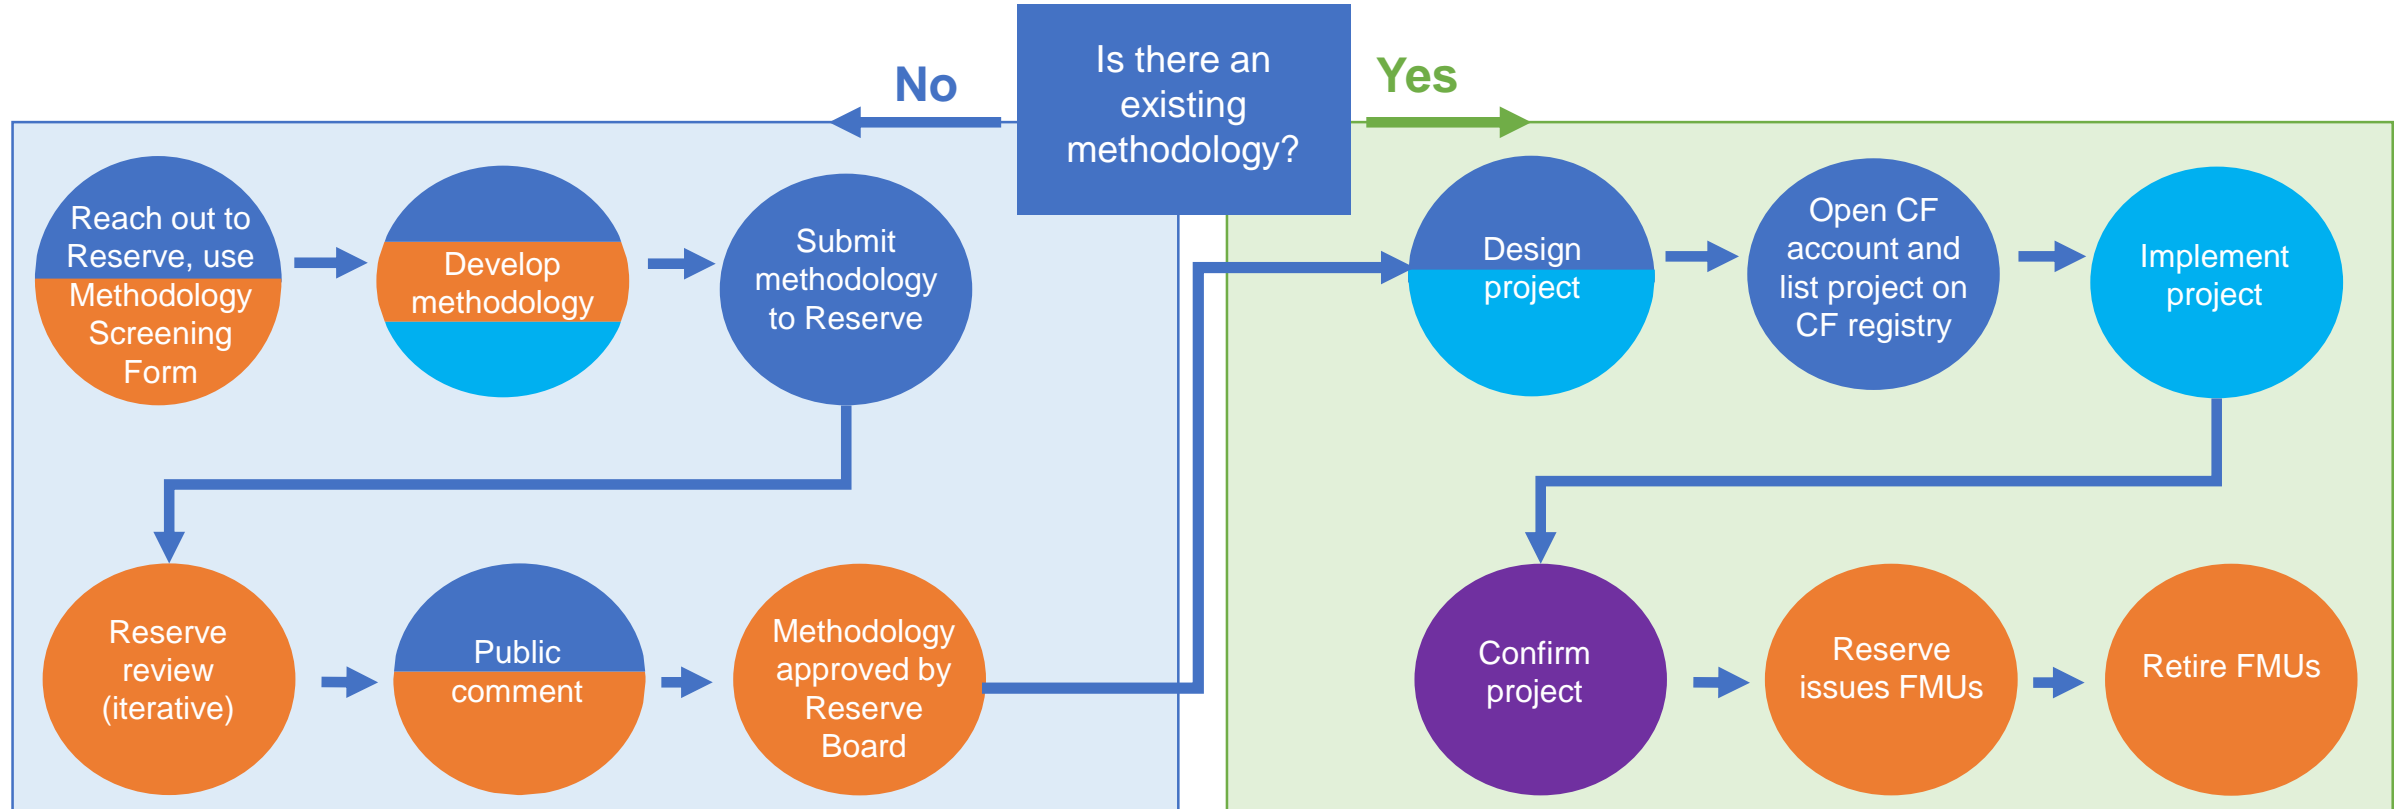 Is there an
existing
methodology?
No
Yes
Reach out to
Reserve, use
Methodology
Screening
Form
Develop
methodology
Submit
methodology
to Reserve
Reserve
review
(iterative)
Public
comment
Methodology
approved by
Reserve
Board
Design
project
Open CF
account and
list project on
CF registry
Implement
project
Confirm
project
Reserve
issues FMUs
Retire FMUs